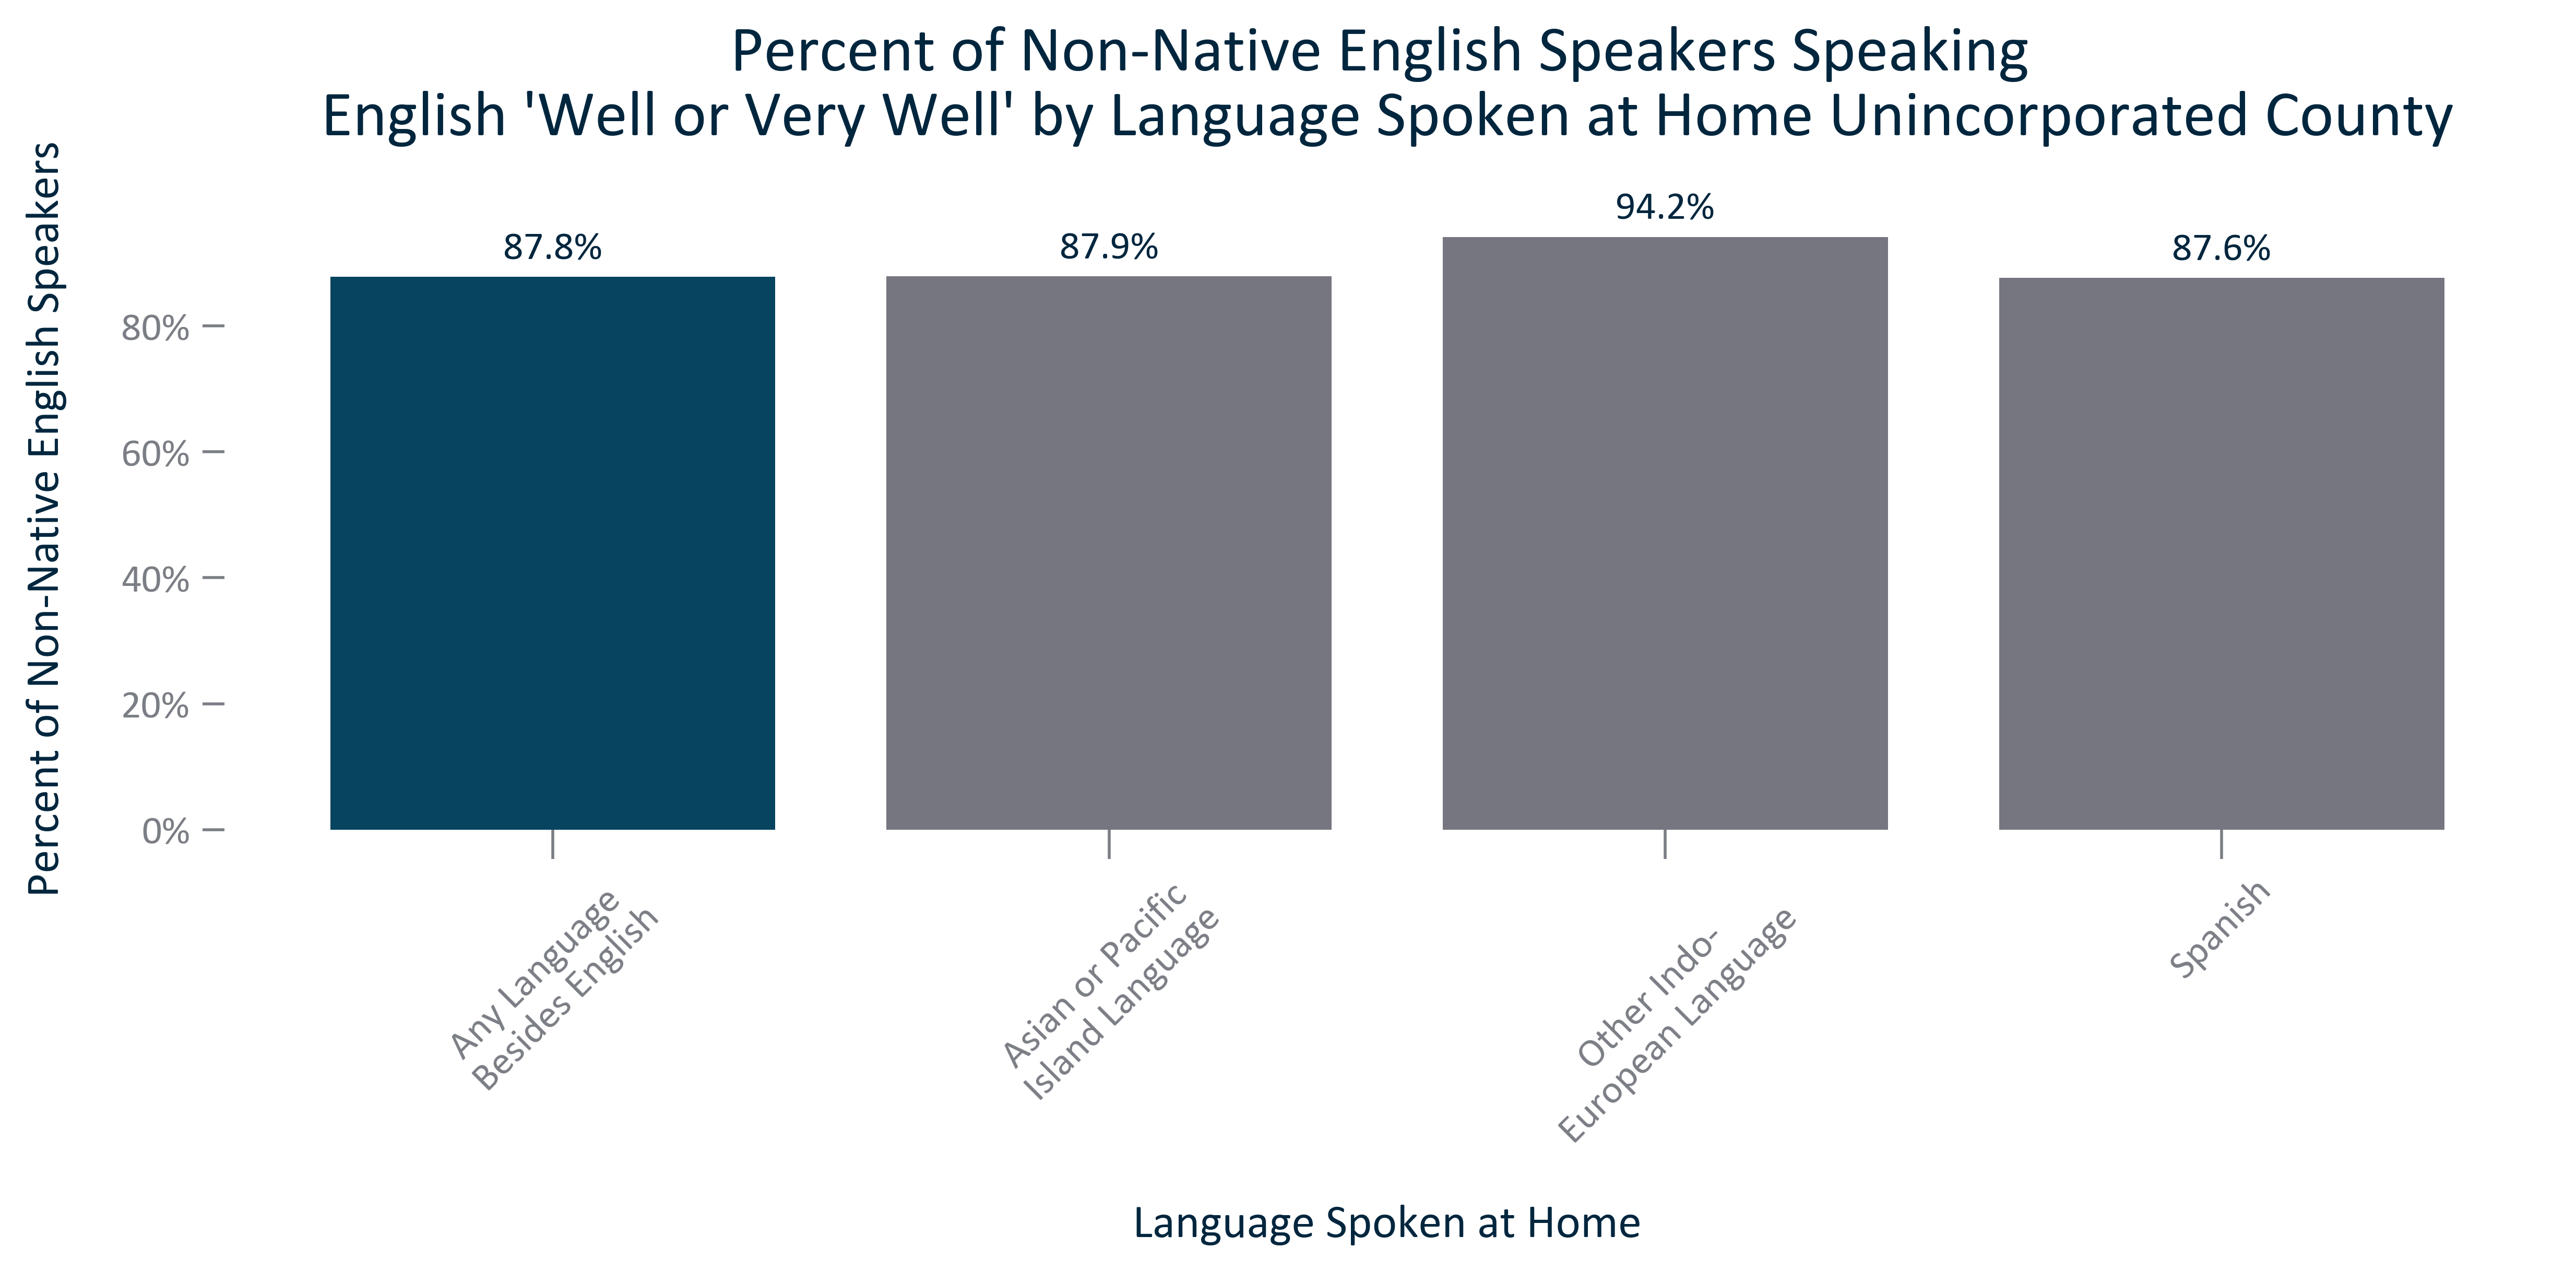 Percent of Non-Native English Speakers Speaking
English 'Well or Very Well' by Language Spoken at Home Unincorporated County
Percent of Non-Native English Speakers
87.8%
87.9%
94.2%
87.6%
80%
60%
40%
20%
0%
Any Language
Besides English
Asian or Pacific
Island Language
Other Indo-
European Language
Spanish
Language Spoken at Home